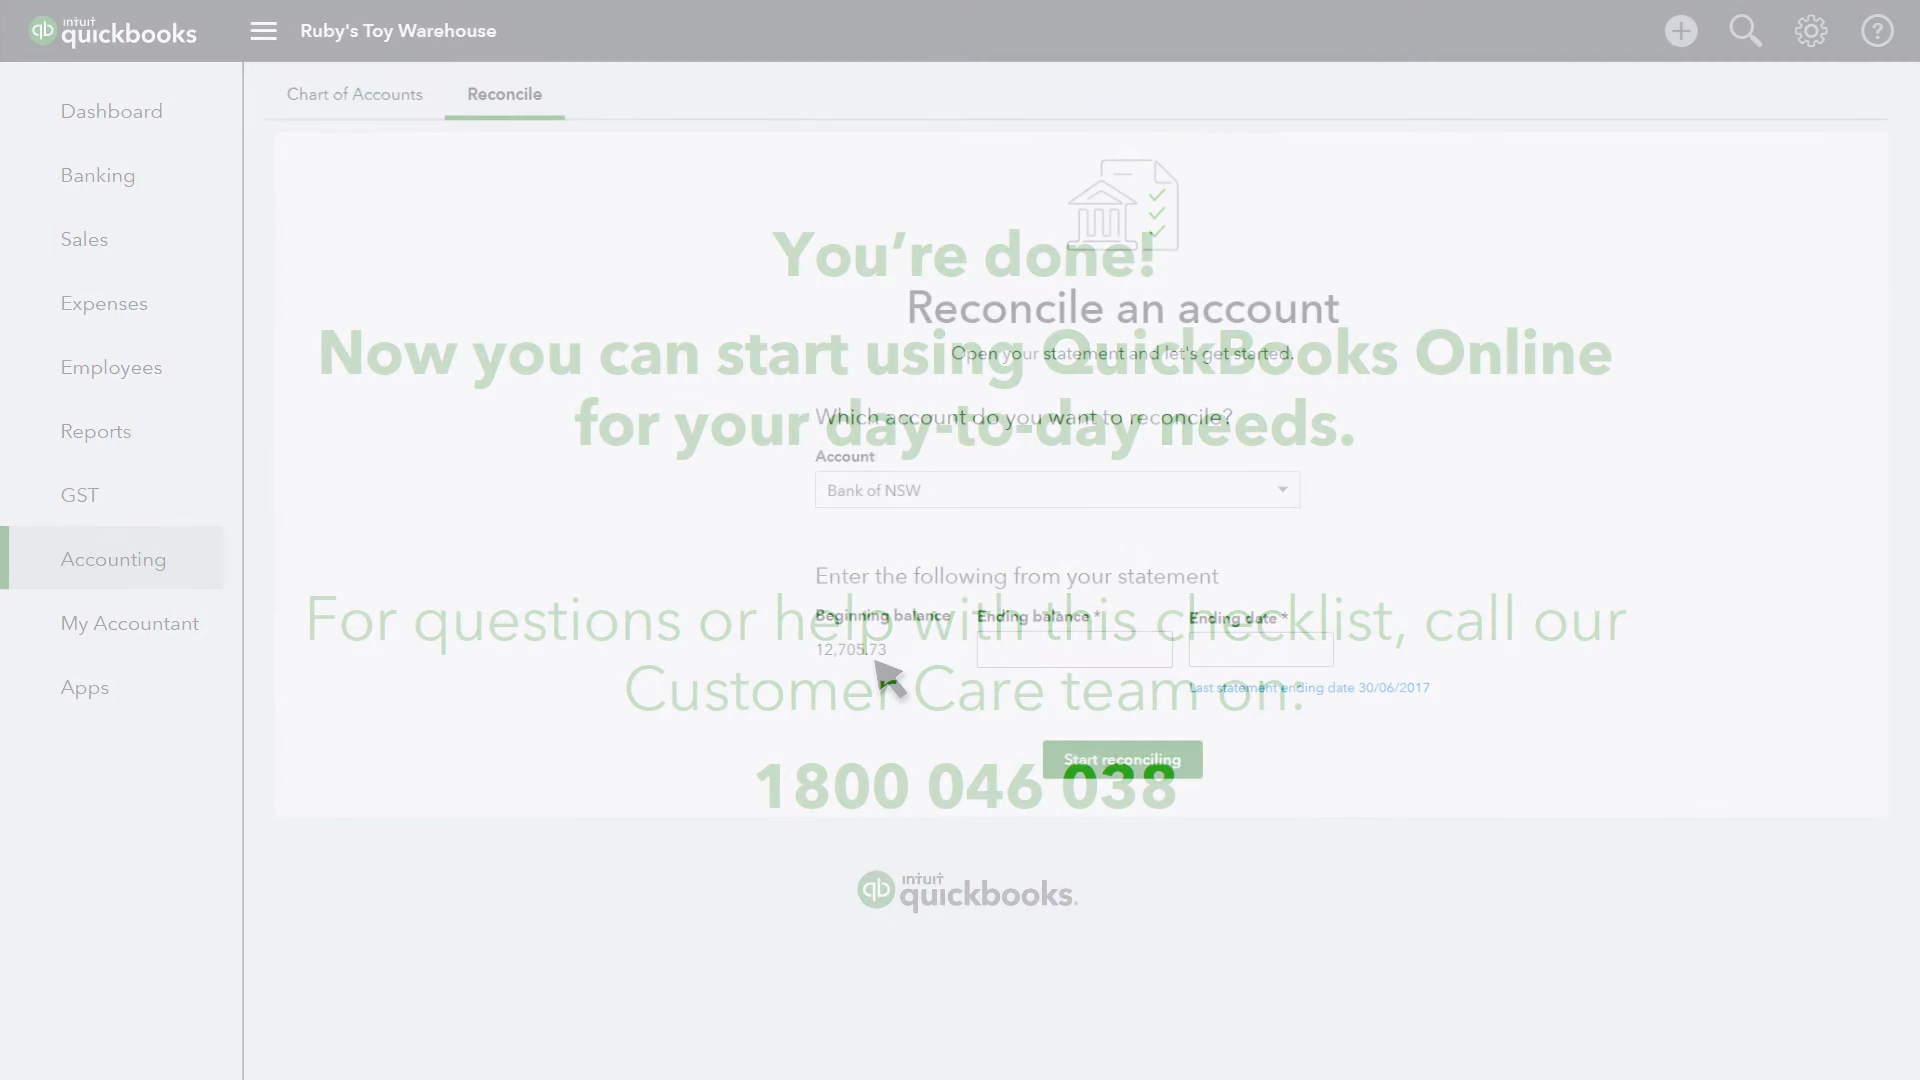 intuit
quickbooks
Ruby's Toy Warehouse
Dashboard
Banking
Sales
Expenses
Employees
Reports
GST
Accounting
My Accountant
Apps
Chart of Accounts
Reconcile
You're done!
Reconcile an account
Now you can start using QuickBooks Online
Open your statement and let's get started.
for your day-to-day needs.
Which account do you want to reconcile?
Account
Bank of NSW
Enter the following from your statement
For questions or help with this checklist, call our
Beginning balance
Ending balance *
Ending date *
12,705.73
Customer Care team on:
Last statement ending date 30/06/2017
Start reconciling
1800 046 038
qb intuit
quickbooks.